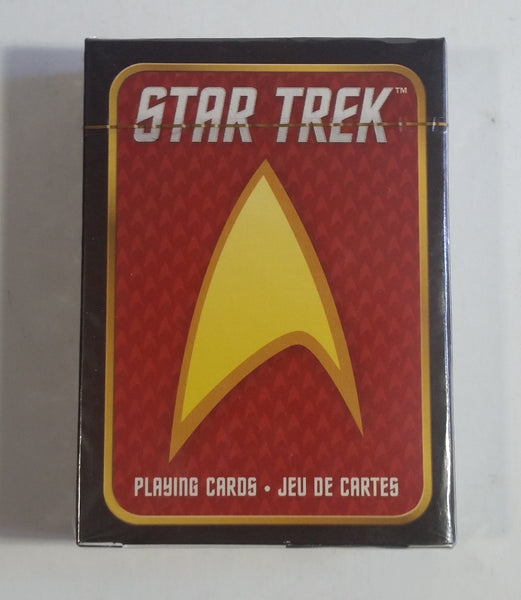 STAR TREK™
PLAYING CARDS • JEU DE CARTES